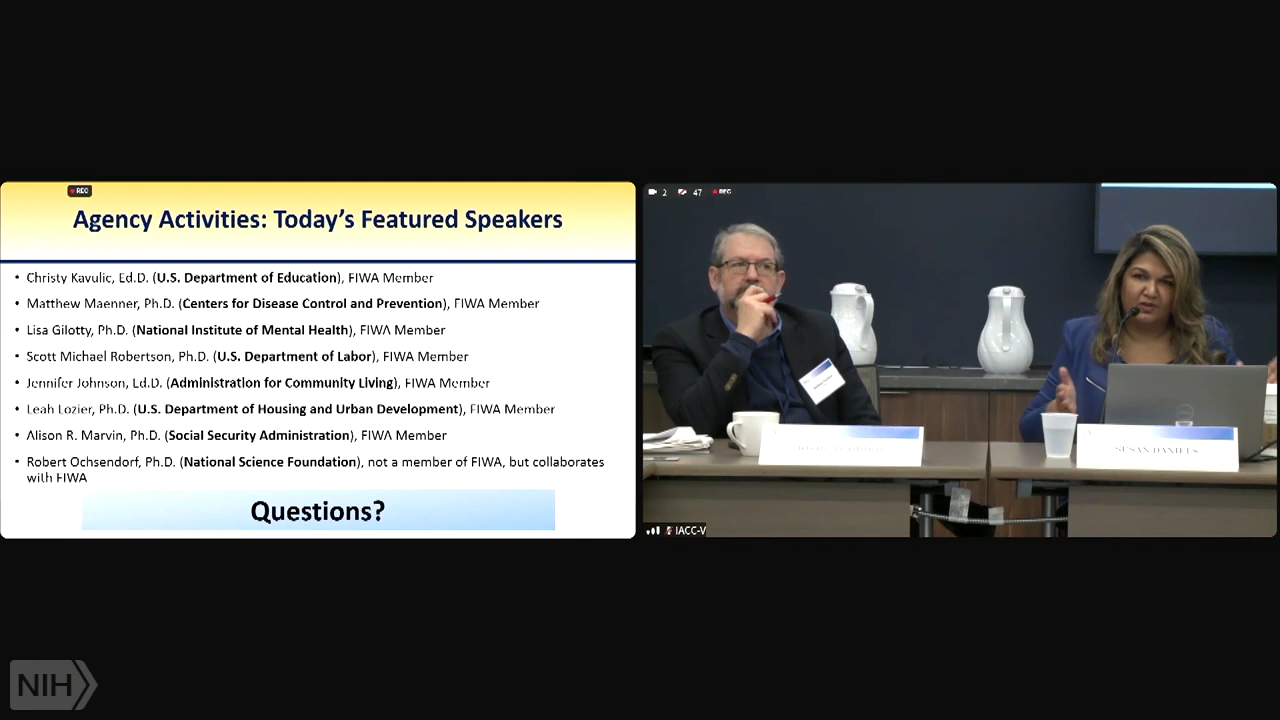 REC
Agency Activities: Today's Featured Speakers
• Christy Kavulic, Ed.D. (U.S. Department of Education), FIWA Member
• Matthew Maenner, Ph.D. (Centers for Disease Control and Prevention), FIWA Member
• Lisa Gilotty, Ph.D. (National Institute of Mental Health), FIWA Member
• Scott Michael Robertson, Ph.D. (U.S. Department of Labor), FIWA Member
• Jennifer Johnson, Ed.D. (Administration for Community Living), FIWA Member
• Leah Lozier, Ph.D. (U.S. Department of Housing and Urban Development), FIWA Member
• Alison R. Marvin, Ph.D. (Social Security Administration), FIWA Member
• Robert Ochsendorf, Ph.D. (National Science Foundation), not a member of FIWA, but collaborates
with FIWA
Questions?
2 47 REC
SUSAN DANIELS
IACC-V
NIH